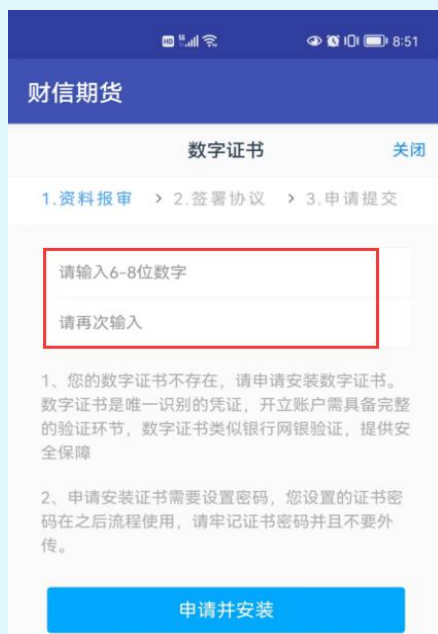 HD 8:51
财信期货
数字证书 关闭
1.资料报审 > 2.签署协议 > 3.申请提交
请输入6-8位数字
请再次输入
1、您的数字证书不存在，请申请安装数字证书。
数字证书是唯一识别的凭证，开立账户需具备完整
的验证环节，数字证书类似银行网银验证，提供安
全保障
2、申请安装证书需要设置密码，您设置的证书密
码在之后流程使用，请牢记证书密码并且不要外
传。
申请并安装